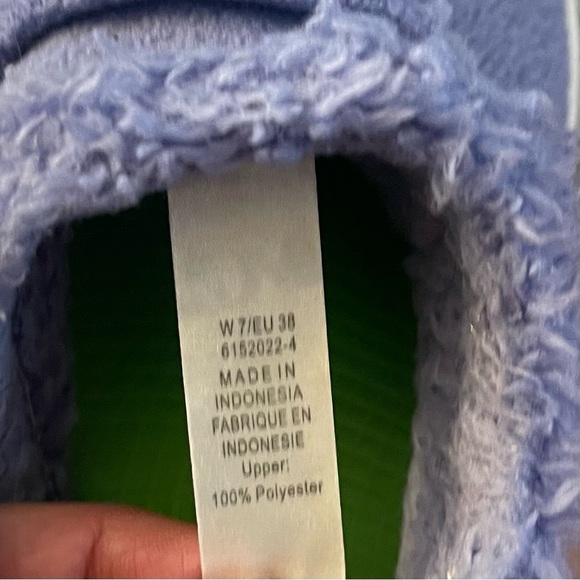 W 7/EU 38
6152022-4
MADE IN
INDONESIA
FABRIQUE EN
INDONESIE
Upper:
100% Polyester